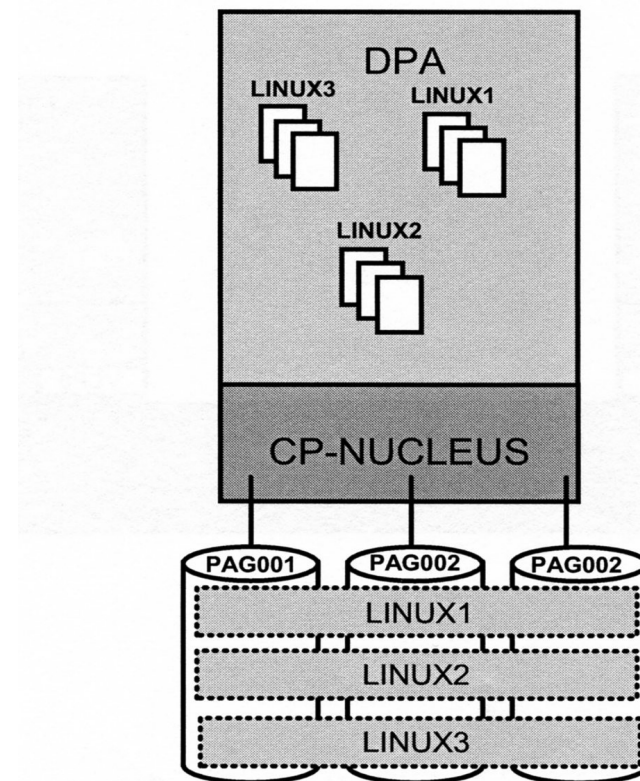 DPA
LINUX3
LINUX1
LINUX2
CP-NUCLEUS
PAG001 PAG002 PAG002
LINUX1
LINUX2
LINUX3